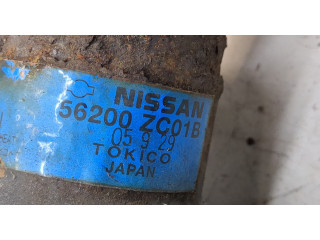 NISSAN
56200 ZC01B
05 9 29
TOKICO
JAPAN